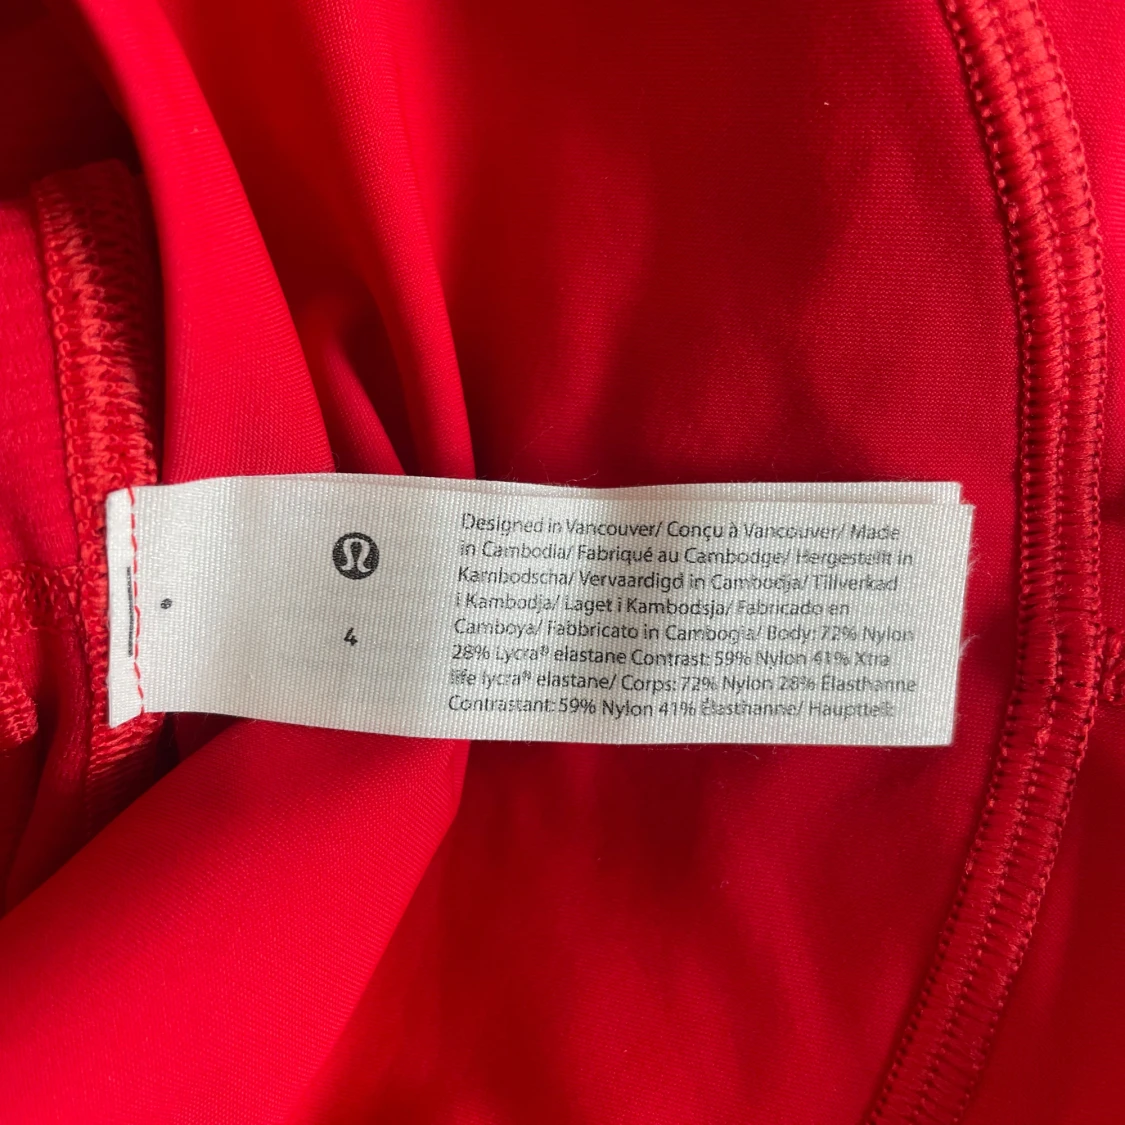 4
Designed in Vancouver/ Conçu à Vancouver/ Made
in Cambodia/ Fabriqué au Cambodge/ Hergestellt in
Kambodscha/ Vervaardigd in Cambodja/ Tillverkad
i Kambodja/ Laget i Kambodsja/ Fabricado en
Camboya/ Fabbricato in Cambogia/ Body: 72% Nylon
28% Lycra® elastane Contrast: 59% Nylon 41% Xtra
life lycra® elastane/ Corps: 72% Nylon 28% Élasthanne
Contrastant: 59% Nylon 41% Élasthanne/ Hauptteil: